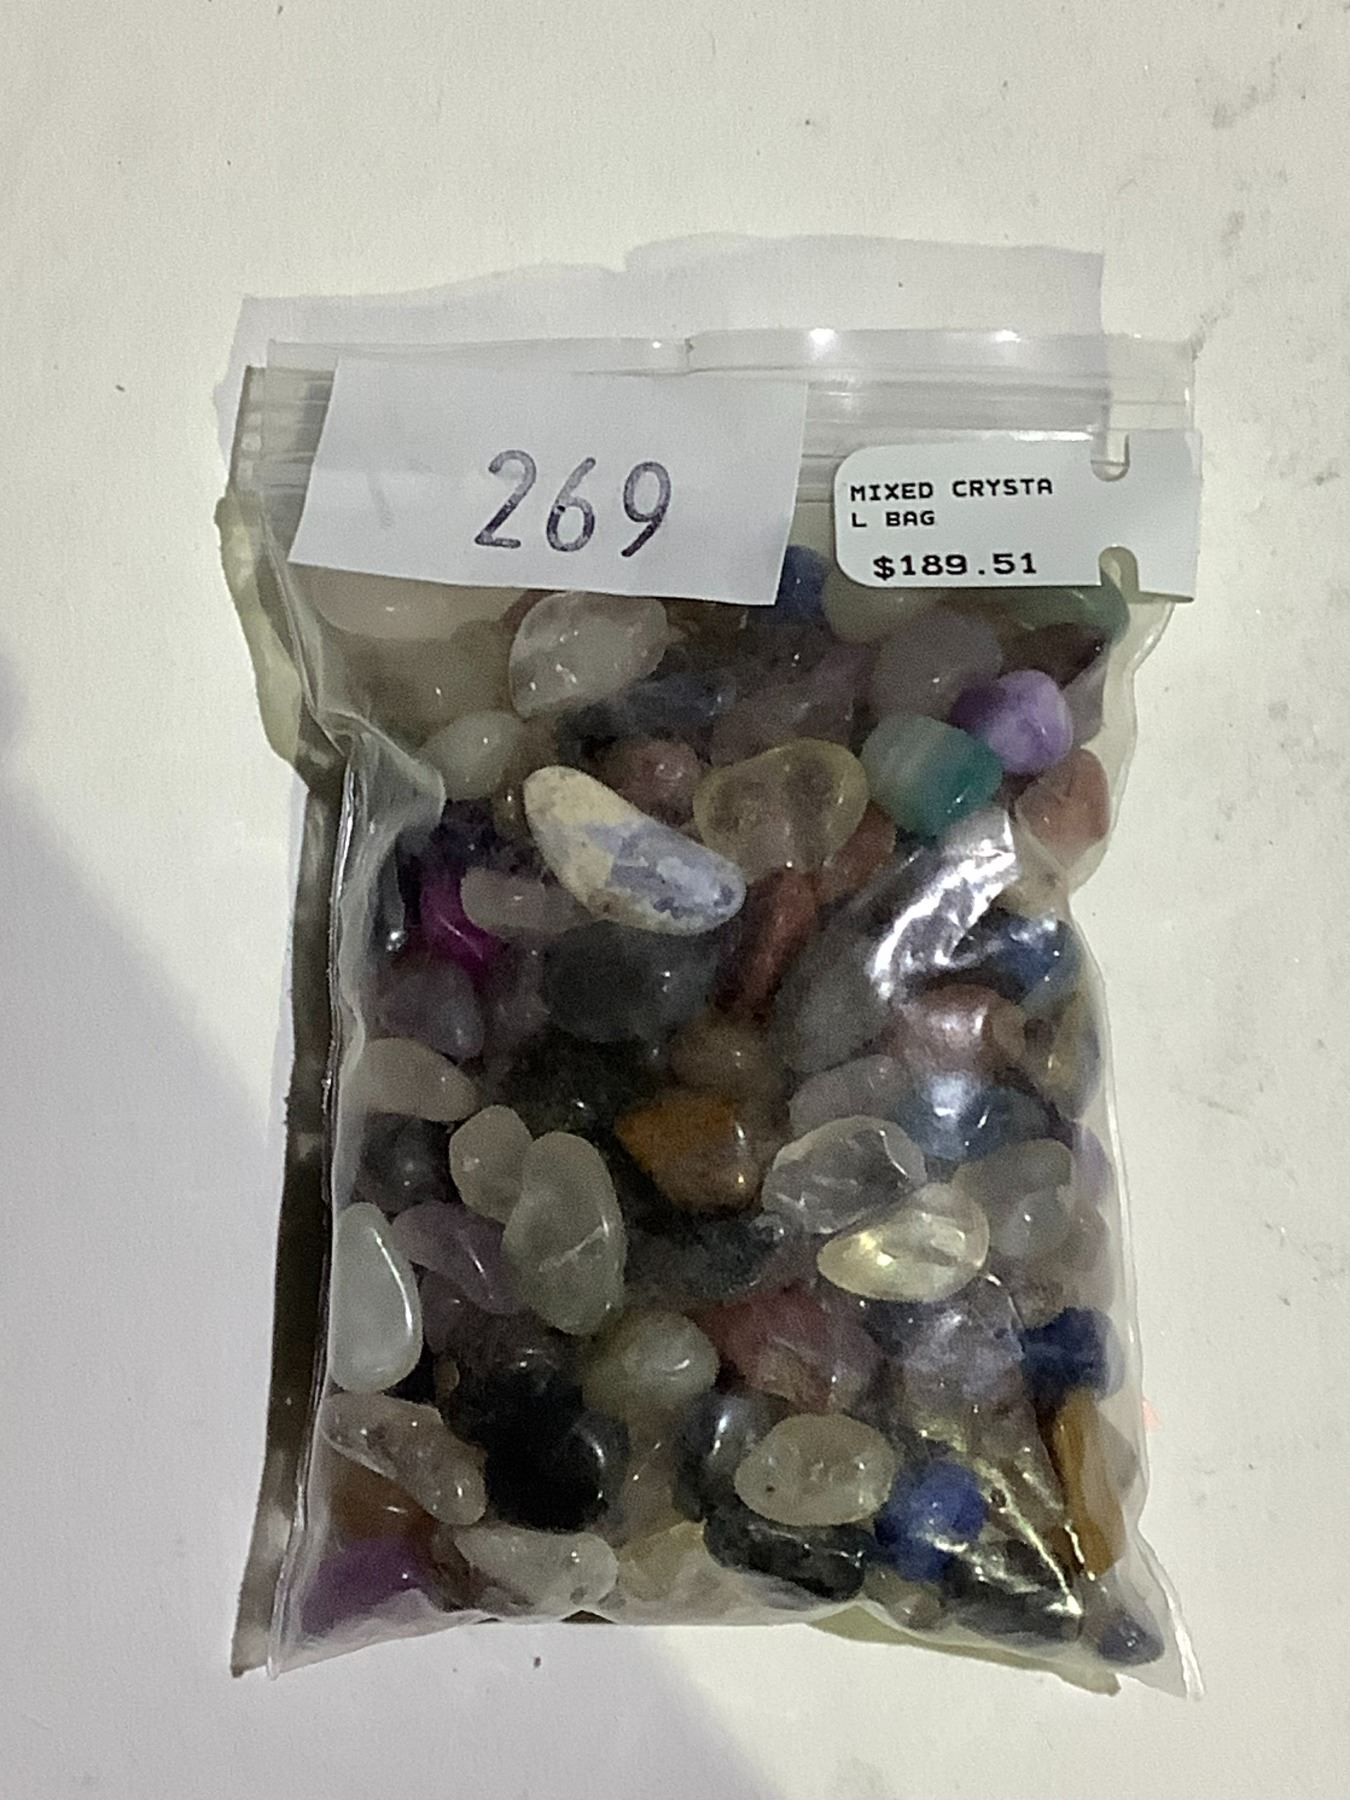 269
MIXED CRYSTA
L BAG
$189.51